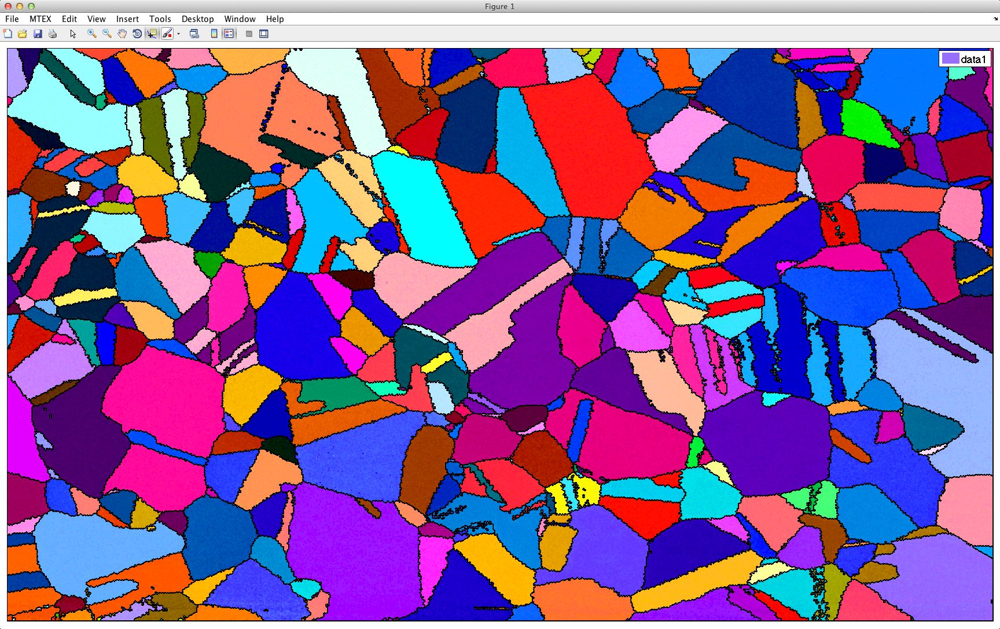 Figure 1
File MTEX Edit View Insert Tools Desktop Window Help
data1